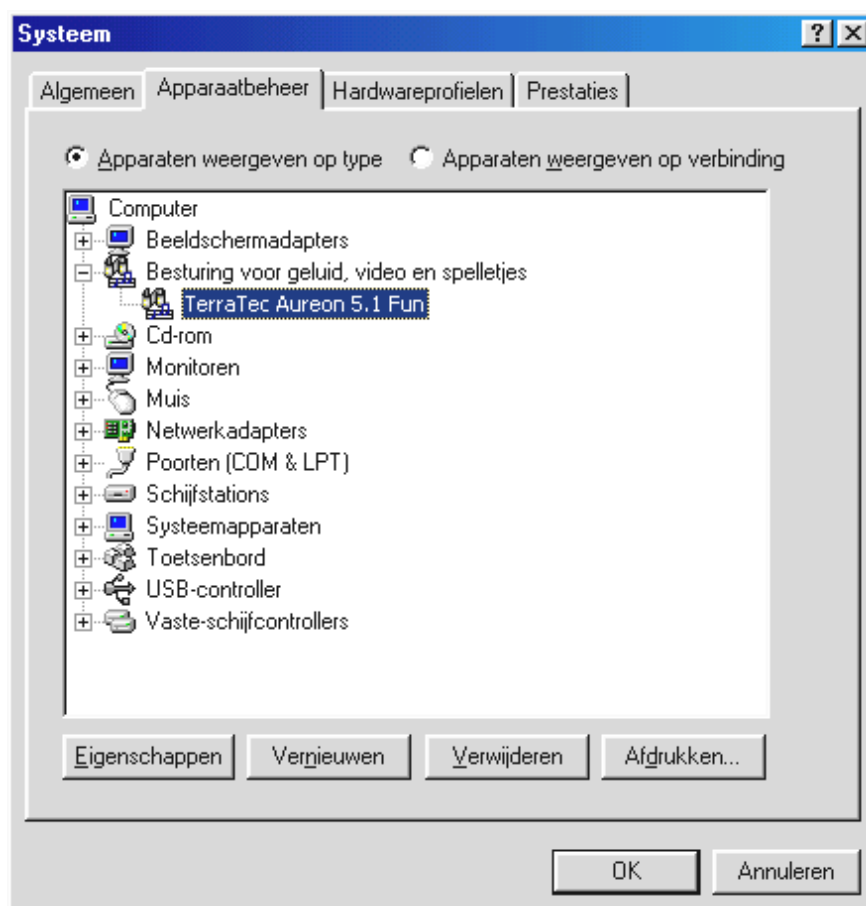 Systeem
Algemeen Apparaatbeheer Hardwareprofielen Prestaties
Apparaten weergeven op type Apparaten weergeven op verbinding
Computer
Beeldschermadapters
Besturing voor geluid, video en spelletjes
TerraTec Aureon 5.1 Fun
Cd-rom
Monitoren
Muis
Netwerkadapters
Poorten (COM & LPT)
Schijfstations
Systeemapparaten
Toetsenbord
USB-controller
Vaste-schijfcontrollers
Eigenschappen Vernieuwen Verwijderen Afdrukken...
OK Annuleren